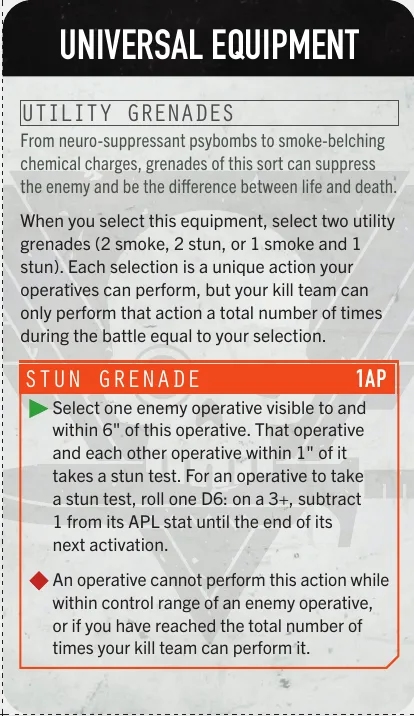 UNIVERSAL EQUIPMENT
UTILITY GRENADES
From neuro-suppressant psybombs to smoke-belching
chemical charges, grenades of this sort can suppress
the enemy and be the difference between life and death.
When you select this equipment, select two utility
grenades (2 smoke, 2 stun, or 1 smoke and 1
stun). Each selection is a unique action your
operatives can perform, but your kill team can
only perform that action a total number of times
during the battle equal to your selection.
STUN GRENADE 1AP
Select one enemy operative visible to and
within 6" of this operative. That operative
and each other operative within 1" of it
takes a stun test. For an operative to take
a stun test, roll one D6: on a 3+, subtract
1 from its APL stat until the end of its
next activation.
An operative cannot perform this action while
within control range of an enemy operative,
or if you have reached the total number of
times your kill team can perform it.